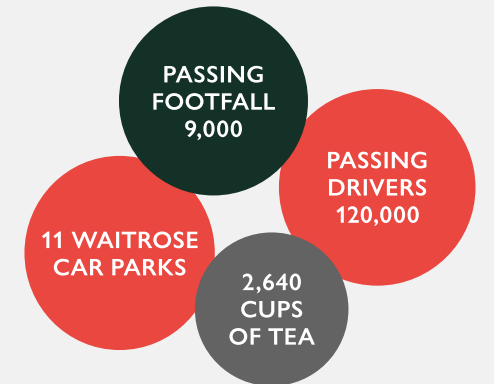 PASSING
FOOTFALL
9,000
PASSING
DRIVERS
120,000
11 WAITROSE
CAR PARKS
2,640
CUPS
OF TEA